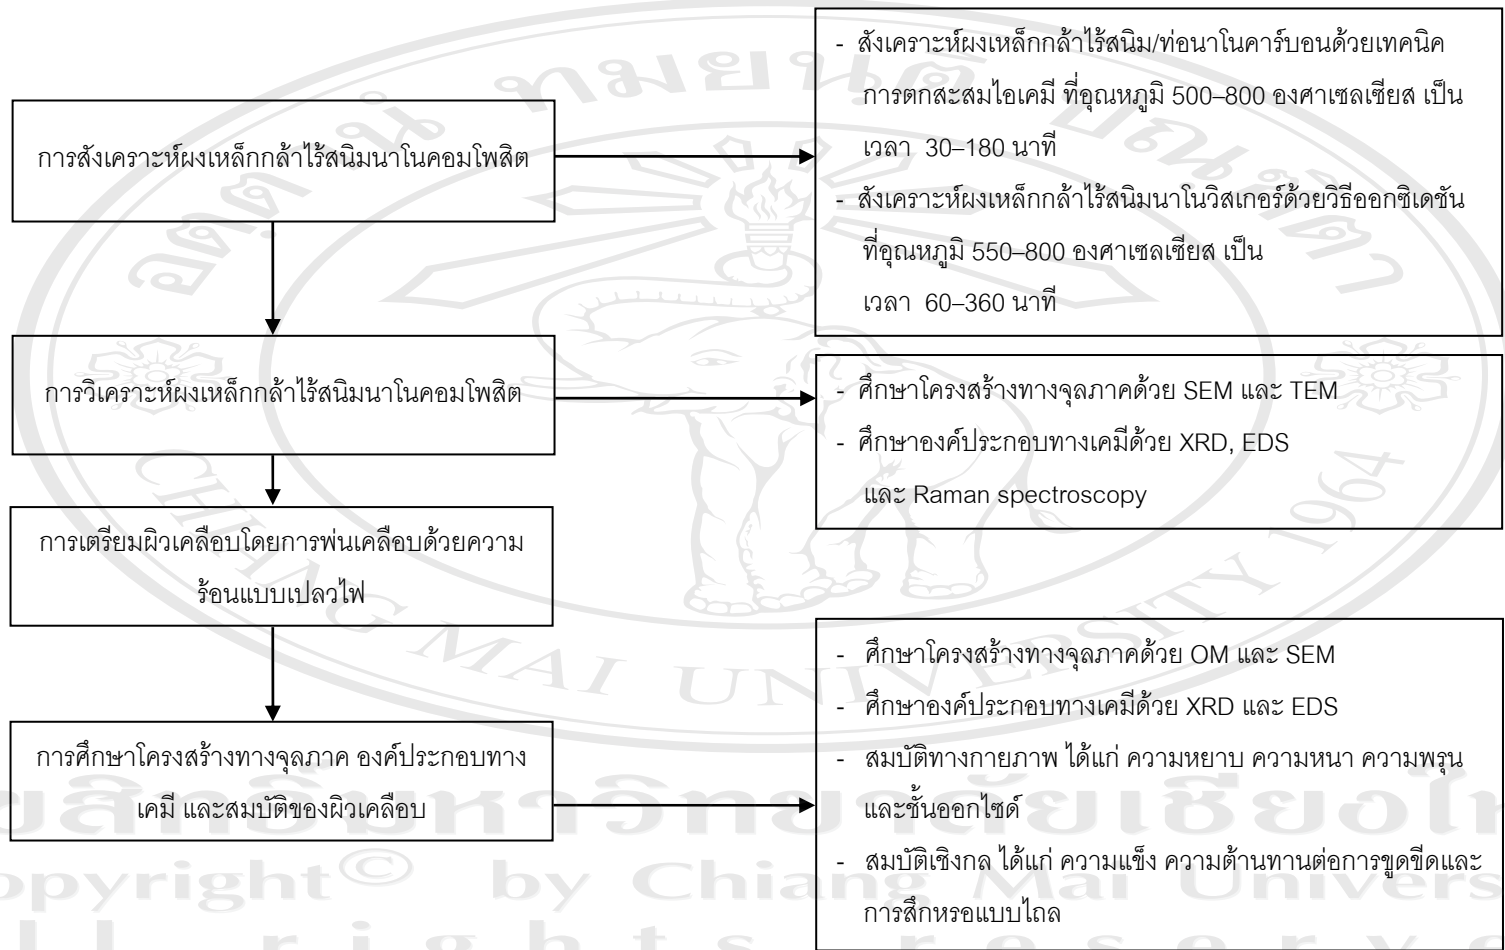 การสังเคราะห์ผงเหล็กกล้าไร้สนิมนาโนคอมโพสิต
- สังเคราะห์ผงเหล็กกล้าไร้สนิม/ท่อนาโนคาร์บอนด้วยเทคนิค
การตกสะสมไอเคมี ที่อุณหภูมิ 500–800 องศาเซลเซียส เป็น
เวลา 30–180 นาที
- สังเคราะห์ผงเหล็กกล้าไร้สนิมนาโนวิสเกอร์ด้วยวิธีออกซิเดชัน
ที่อุณหภูมิ 550–800 องศาเซลเซียส เป็น
เวลา 60–360 นาที
การวิเคราะห์ผงเหล็กกล้าไร้สนิมนาโนคอมโพสิต
- ศึกษาโครงสร้างทางจุลภาคด้วย SEM และ TEM
- ศึกษาองค์ประกอบทางเคมีด้วย XRD, EDS
และ Raman spectroscopy
การเตรียมผิวเคลือบโดยการพ่นเคลือบด้วยความ
ร้อนแบบเปลวไฟ
การศึกษาโครงสร้างทางจุลภาค องค์ประกอบทาง
เคมี และสมบัติของผิวเคลือบ
- ศึกษาโครงสร้างทางจุลภาคด้วย OM และ SEM
- ศึกษาองค์ประกอบทางเคมีด้วย XRD และ EDS
- สมบัติทางกายภาพ ได้แก่ ความหยาบ ความหนา ความพรุน
และชั้นออกไซด์
- สมบัติเชิงกล ได้แก่ ความแข็ง ความต้านทานต่อการขูดขีดและ
การสึกหรอแบบไถล
CHIANG MAI UNIVERSITY 1964
by Chiang Mai
rights